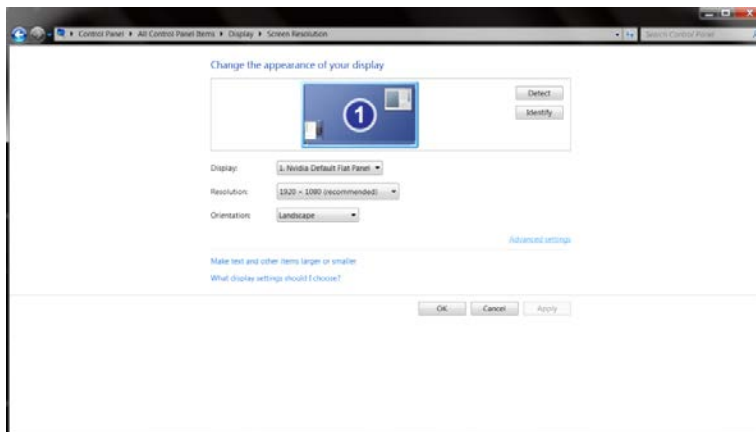 Control Panel ▸ All Control Panel Items ▸ Display ▸ Screen Resolution
Search Control Panel
Change the appearance of your display
1
Detect
Identify
Display:
1. Nvidia Default Flat Panel
Resolution:
1920 × 1080 (recommended)
Orientation:
Landscape
Advanced settings
Make text and other items larger or smaller
What display settings should I choose?
OK
Cancel
Apply